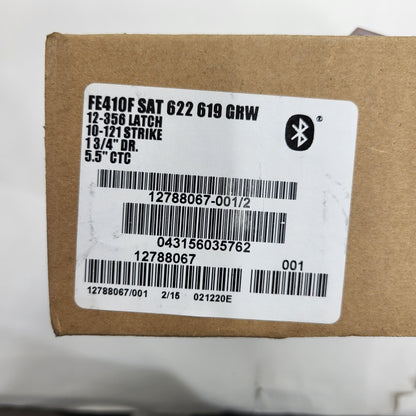 FE410F SAT 622 619 GRW
12-356 LATCH
10-121 STRIKE
1 3/4" DR.
5.5" CTC
®
12788067-001/2
043156035762
12788067
001
12788067/001 2/15 021220E